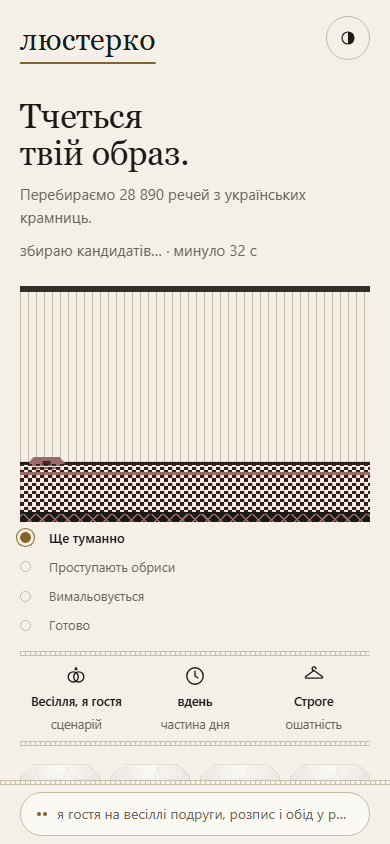 люстерко
Тчеться
твій образ.
Перебираємо 28 890 речей з українських
крамниць.
збираю кандидатів... · минуло 32 с
Ще туманно
Проступають обриси
Вимальовується
Готово
Весілля, я гостя
вдень
Строге
сценарій
частина дня
ошатність
я гостя на весіллі подруги, розпис і обід у р...